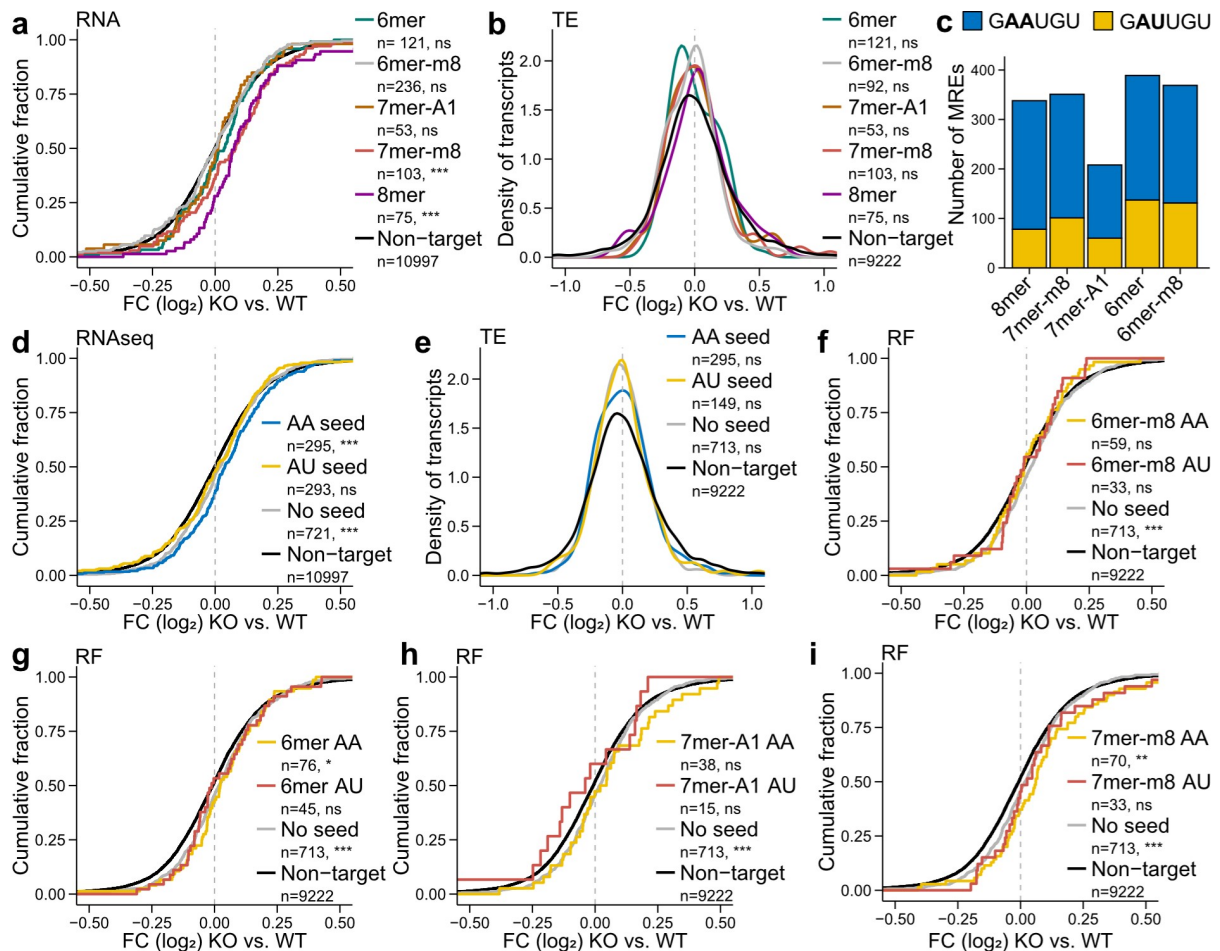 a
RNA
Cumulative fraction
1.00
0.75
0.50
0.25
0.00
−0.50
−0.25
0.00
0.25
0.50
FC (log₂) KO vs. WT
6mer
n= 121, ns
6mer-m8
n=236, ns
7mer-A1
n=53, ns
7mer-m8
n=103, ***
8mer
n=75, ***
Non−target
n=10997
b
TE
Density of transcripts
2.0
1.5
1.0
0.5
0.0
−1.0
−0.5
0.0
0.5
1.0
FC (log₂) KO vs. WT
6mer
n=121, ns
6mer-m8
n=92, ns
7mer-A1
n=53, ns
7mer-m8
n=103, ns
8mer
n=75, ns
Non−target
n=9222
c
GAAUGU
GAUUGU
Number of MREs
400
300
200
100
0
8mer
7mer-m8
7mer-A1
6mer
6mer-m8
d
RNAseq
Cumulative fraction
1.00
0.75
0.50
0.25
0.00
−0.50
−0.25
0.00
0.25
0.50
FC (log₂) KO vs. WT
AA seed
n=295, ***
AU seed
n=293, ns
No seed
n=721, ***
Non−target
n=10997
e
TE
Density of transcripts
2.0
1.5
1.0
0.5
0.0
−1.0
−0.5
0.0
0.5
1.0
FC (log₂) KO vs. WT
AA seed
n=295, ns
AU seed
n=149, ns
No seed
n=713, ns
Non−target
n=9222
f
RF
Cumulative fraction
1.00
0.75
0.50
0.25
0.00
−0.50
−0.25
0.00
0.25
0.50
FC (log₂) KO vs. WT
6mer-m8 AA
n=59, ns
6mer-m8 AU
n=33, ns
No seed
n=713, ***
Non−target
n=9222
g
RF
Cumulative fraction
1.00
0.75
0.50
0.25
0.00
−0.50
−0.25
0.00
0.25
0.50
FC (log₂) KO vs. WT
6mer AA
n=76, *
6mer AU
n=45, ns
No seed
n=713, ***
Non−target
n=9222
h
RF
Cumulative fraction
1.00
0.75
0.50
0.25
0.00
−0.50
−0.25
0.00
0.25
0.50
FC (log₂) KO vs. WT
7mer-A1 AA
n=38, ns
7mer-A1 AU
n=15, ns
No seed
n=713, ***
Non−target
n=9222
i
RF
Cumulative fraction
1.00
0.75
0.50
0.25
0.00
−0.50
−0.25
0.00
0.25
0.50
FC (log₂) KO vs. WT
7mer-m8 AA
n=70, **
7mer-m8 AU
n=33, ns
No seed
n=713, ***
Non−target
n=9222